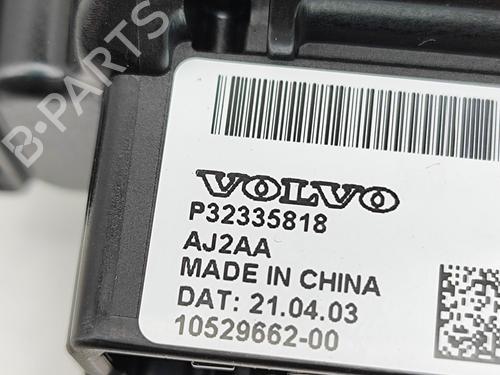 B-PARTS
VOLVO
P32335818
AJ2AA
MADE IN CHINA
DAT: 21.04.03
10529662-00